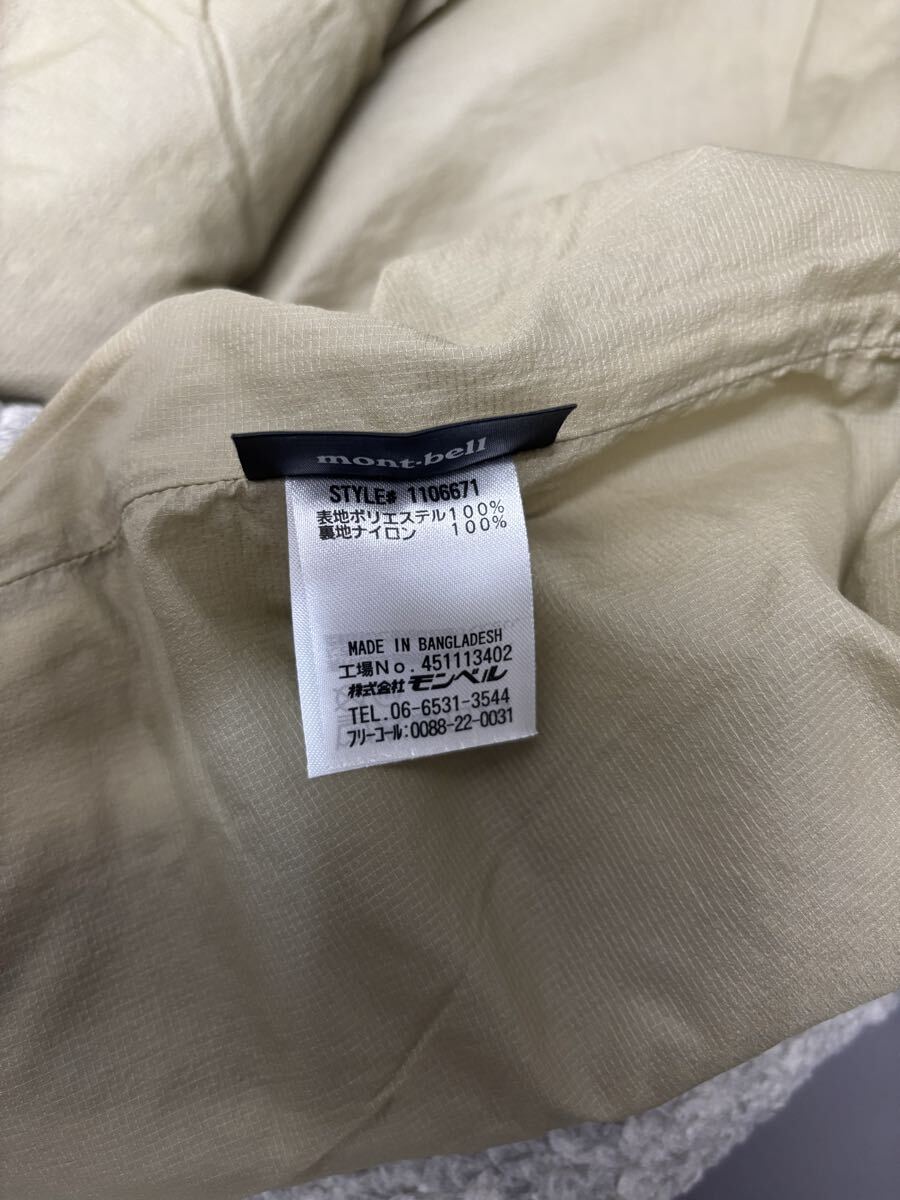 mont-bell
STYLE# 1106671
表地ポリエステル100%
裏地ナイロン 100%
MADE IN BANGLADESH
工場No.451113402
株式会社モンベル
TEL.06-6531-3544
フリーコール:0088-22-0031